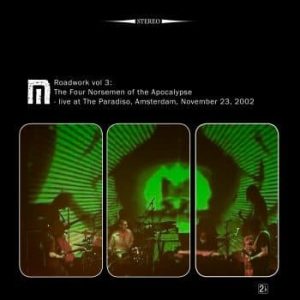 STEREO
Roadwork vol 3:
The Four Norsemen of the Apocalypse
- live at The Paradiso, Amsterdam, November 23, 2002